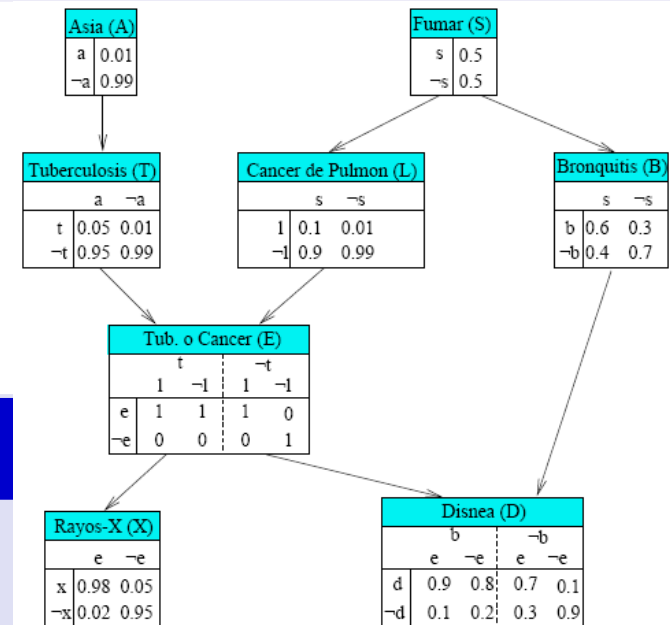 Asia (A)
a 0.01
¬a 0.99
Fumar (S)
s 0.5
¬s 0.5
Tuberculosis (T)
a ¬a
t 0.05 0.01
¬t 0.95 0.99
Cancer de Pulmon (L)
s ¬s
l 0.1 0.01
¬l 0.9 0.99
Bronquitis (B)
s ¬s
b 0.6 0.3
¬b 0.4 0.7
Tub. o Cancer (E)
t ¬t
l ¬l l ¬l
e 1 1 1 0
¬e 0 0 0 1
Rayos-X (X)
e ¬e
x 0.98 0.05
¬x 0.02 0.95
Disnea (D)
b ¬b
e ¬e e ¬e
d 0.9 0.8 0.7 0.1
¬d 0.1 0.2 0.3 0.9